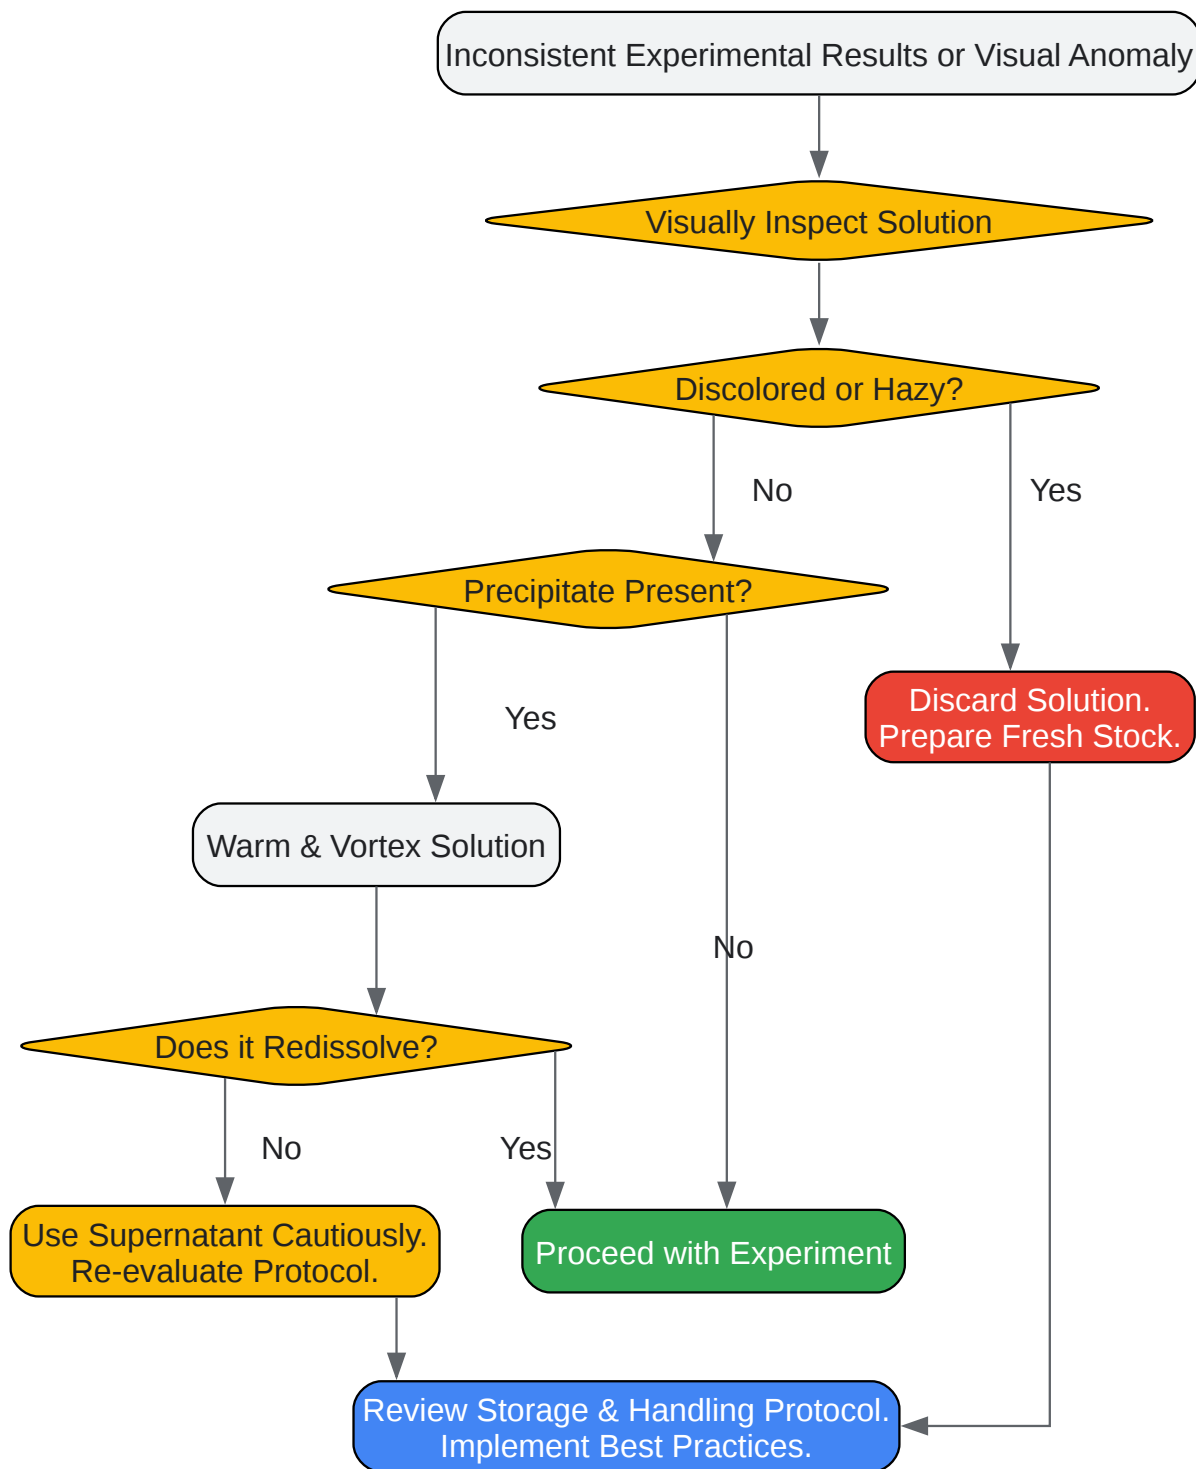 Inconsistent Experimental Results or Visual Anomaly
Visually Inspect Solution
Discolored or Hazy?
No
Yes
Precipitate Present?
Discard Solution.
Prepare Fresh Stock.
Yes
Warm & Vortex Solution
No
Does it Redissolve?
No
Yes
Use Supernatant Cautiously.
Re-evaluate Protocol.
Proceed with Experiment
Review Storage & Handling Protocol.
Implement Best Practices.